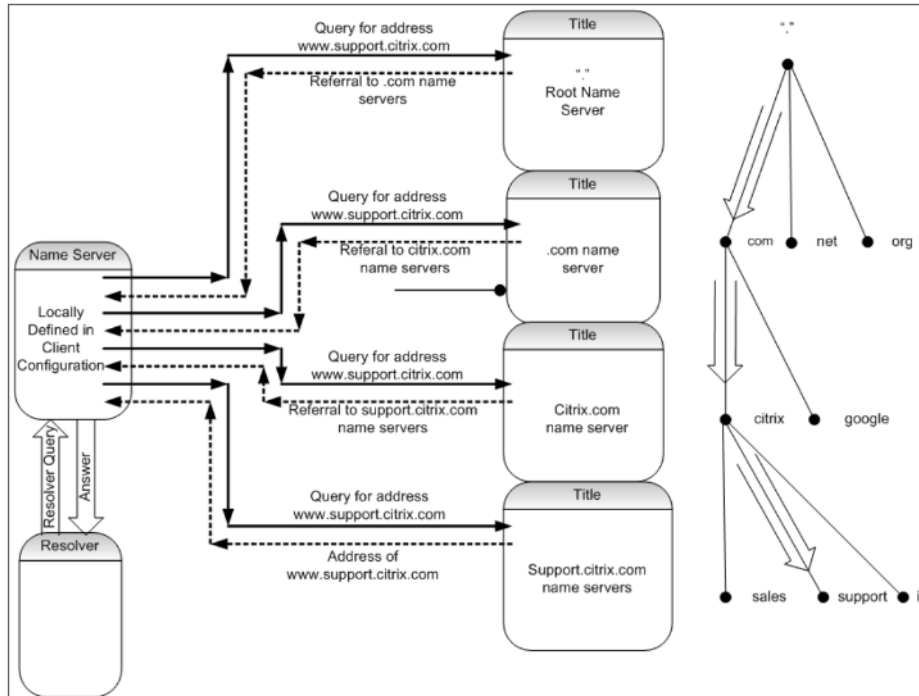 Query for address
www.support.citrix.com
Referral to .com name
servers
Title
"."
Root Name
Server
"."
Query for address
www.support.citrix.com
Referal to citrix.com
name servers
Title
.com name
server
com
net
org
Name Server
Locally
Defined in
Client
Configuration
Query for address
www.support.citrix.com
Referral to support.citrix.com
name servers
Title
Citrix.com
name server
citrix
google
Resolver Query
Answer
Query for address
www.support.citrix.com
Address of
www.support.citrix.com
Title
Support.citrix.com
name servers
sales
support
Resolver